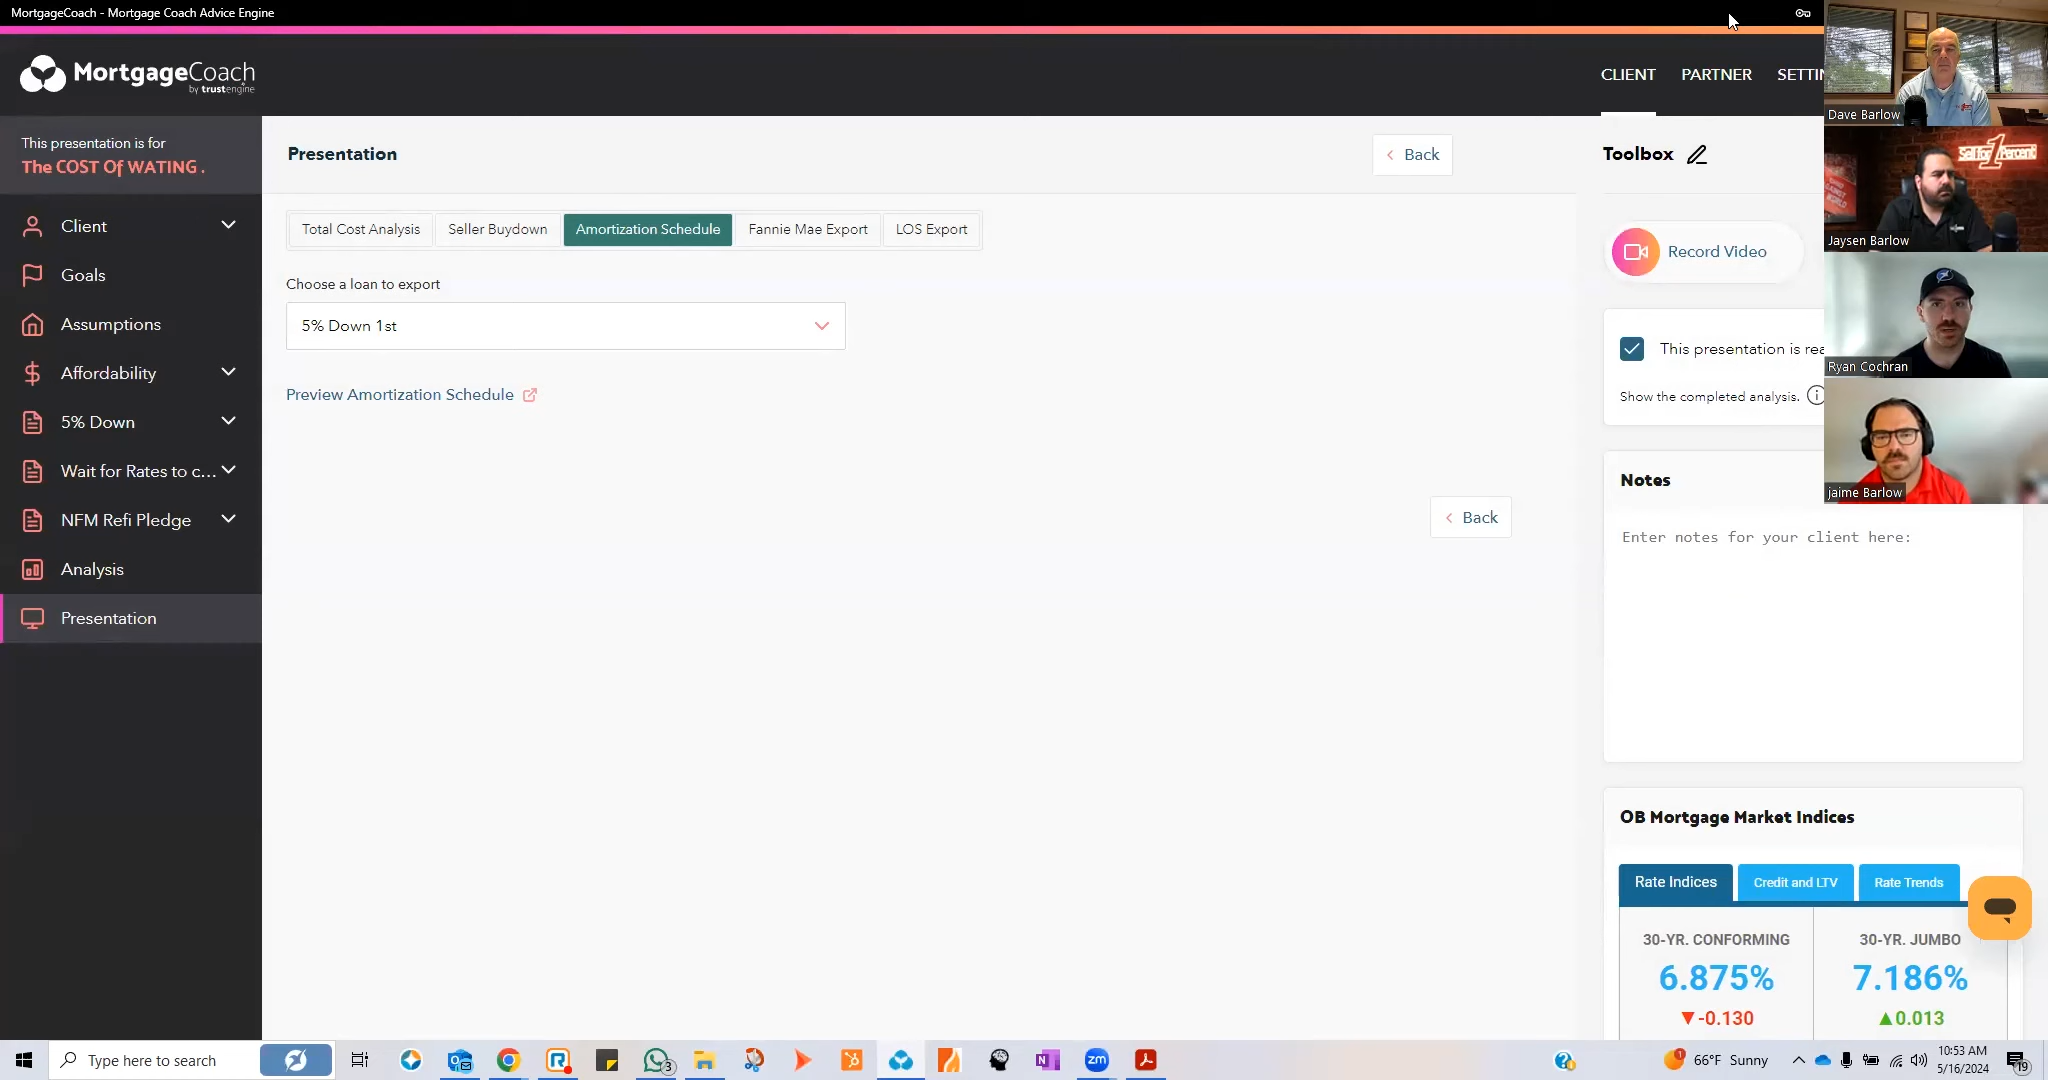 MortgageCoach - Mortgage Coach Advice Engine
MortgageCoach
by trustengine
CLIENT
PARTNER
SETTIN
This presentation is for
The COST Of WATING .
Client
Goals
Assumptions
Affordability
5% Down
Wait for Rates to c...
NFM Refi Pledge
Analysis
Presentation
Presentation
Back
Total Cost Analysis
Seller Buydown
Amortization Schedule
Fannie Mae Export
LOS Export
Choose a loan to export
5% Down 1st
Preview Amortization Schedule
Back
Toolbox
Record Video
This presentation is rea
Show the completed analysis.
Notes
Enter notes for your client here:
OB Mortgage Market Indices
Rate Indices
Credit and LTV
Rate Trends
30-YR. CONFORMING
6.875%
▼-0.130
30-YR. JUMBO
7.186%
▲0.013
Dave Barlow
Jaysen Barlow
Ryan Cochran
jaime Barlow
Type here to search
3
zm
1
66°F Sunny
10:53 AM
5/16/2024
19